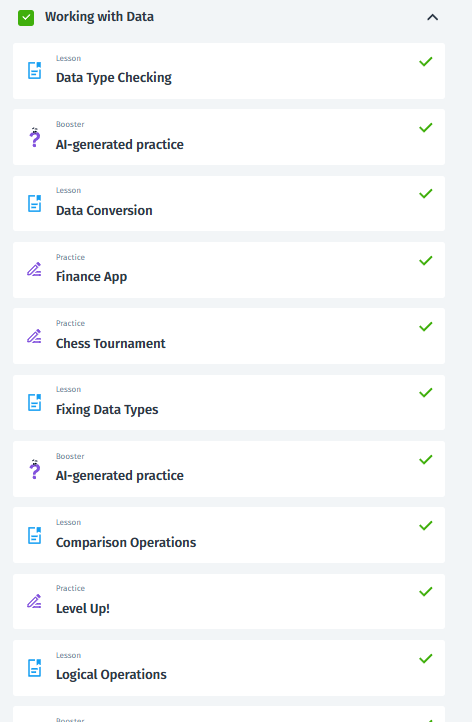 Working with Data
Lesson
Data Type Checking
Booster
AI-generated practice
Lesson
Data Conversion
Practice
Finance App
Practice
Chess Tournament
Lesson
Fixing Data Types
Booster
AI-generated practice
Lesson
Comparison Operations
Practice
Level Up!
Lesson
Logical Operations
Booster